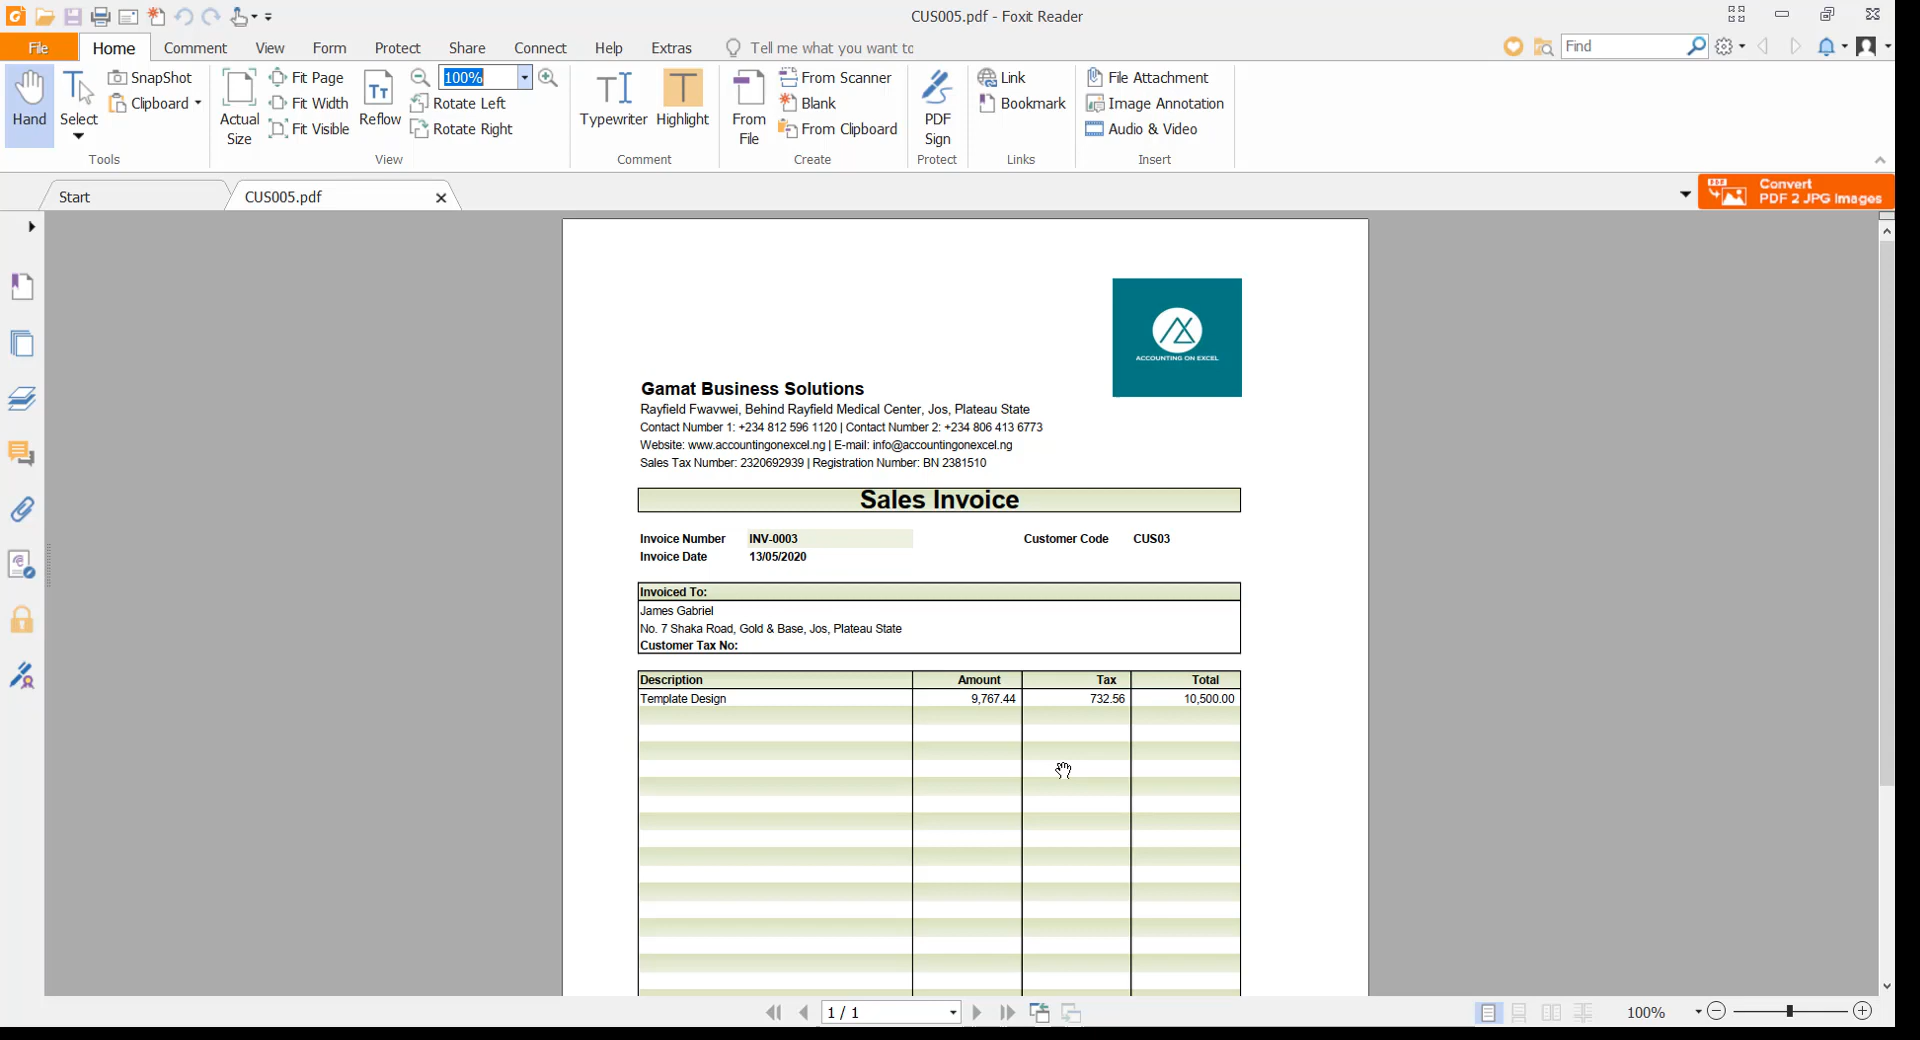 CUS005.pdf - Foxit Reader
File Home Comment View Form Protect Share Connect Help Extras Tell me what you want to Find
Hand
Select
SnapShot
Clipboard
Tools
Actual Size
Fit Page
Fit Width
Fit Visible
Reflow
100%
Rotate Left
Rotate Right
View
Typewriter
Highlight
Comment
From File
From Scanner
Blank
From Clipboard
Create
PDF Sign
Protect
Link
Bookmark
Links
File Attachment
Image Annotation
Audio & Video
Insert
Start CUS005.pdf
Convert
PDF 2 JPG Images
ACCOUNTING ON EXCEL
Gamat Business Solutions
Rayfield Fwavwei, Behind Rayfield Medical Center, Jos, Plateau State
Contact Number 1: +234 812 596 1120 | Contact Number 2: +234 806 413 6773
Website: www.accountingonexcel.ng | E-mail: info@accountingonexcel.ng
Sales Tax Number: 2320692939 | Registration Number: BN 2381510
Sales Invoice
Invoice Number INV-0003 Customer Code CUS03
Invoice Date 13/05/2020
Invoiced To:
James Gabriel
No. 7 Shaka Road, Gold & Base, Jos, Plateau State
Customer Tax No:
Description Amount Tax Total
Template Design 9,767.44 732.56 10,500.00
1 / 1 100%